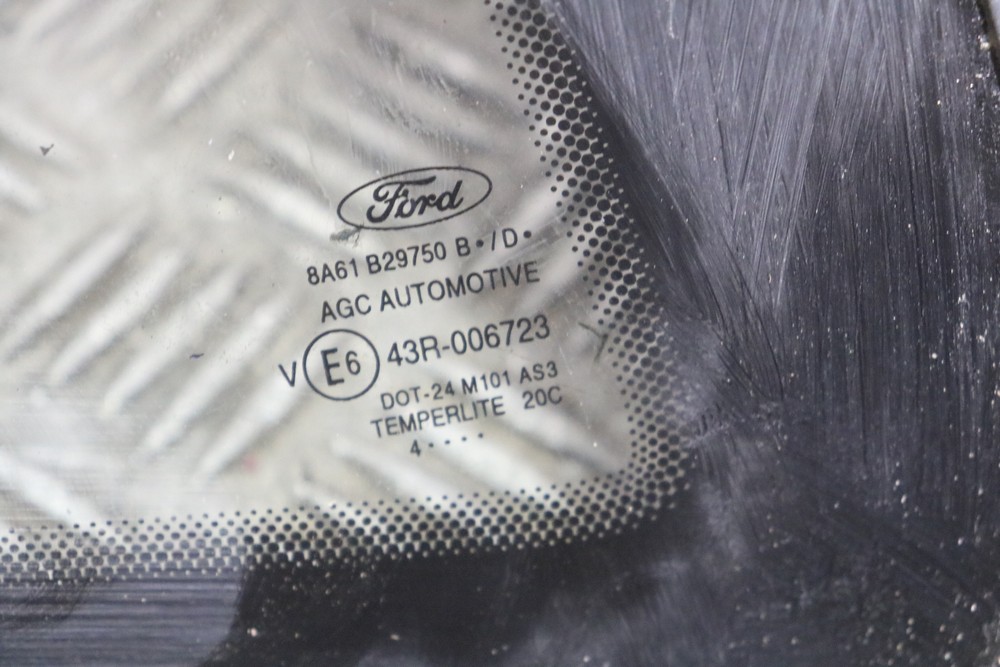 Ford
8A61 B29750 B•/D•
AGC AUTOMOTIVE
V E6 43R-006723
DOT-24 M101 AS3
TEMPERLITE 20C
4••••